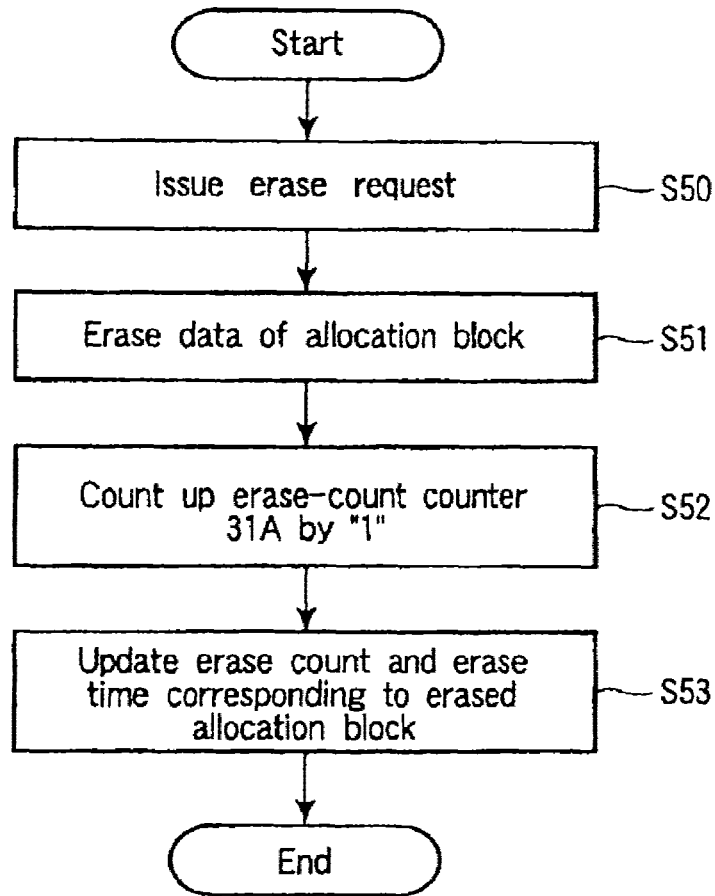 Start
Issue erase request
S50
Erase data of allocation block
S51
Count up erase-count counter
31A by "1"
S52
Update erase count and erase
time corresponding to erased
allocation block
S53
End